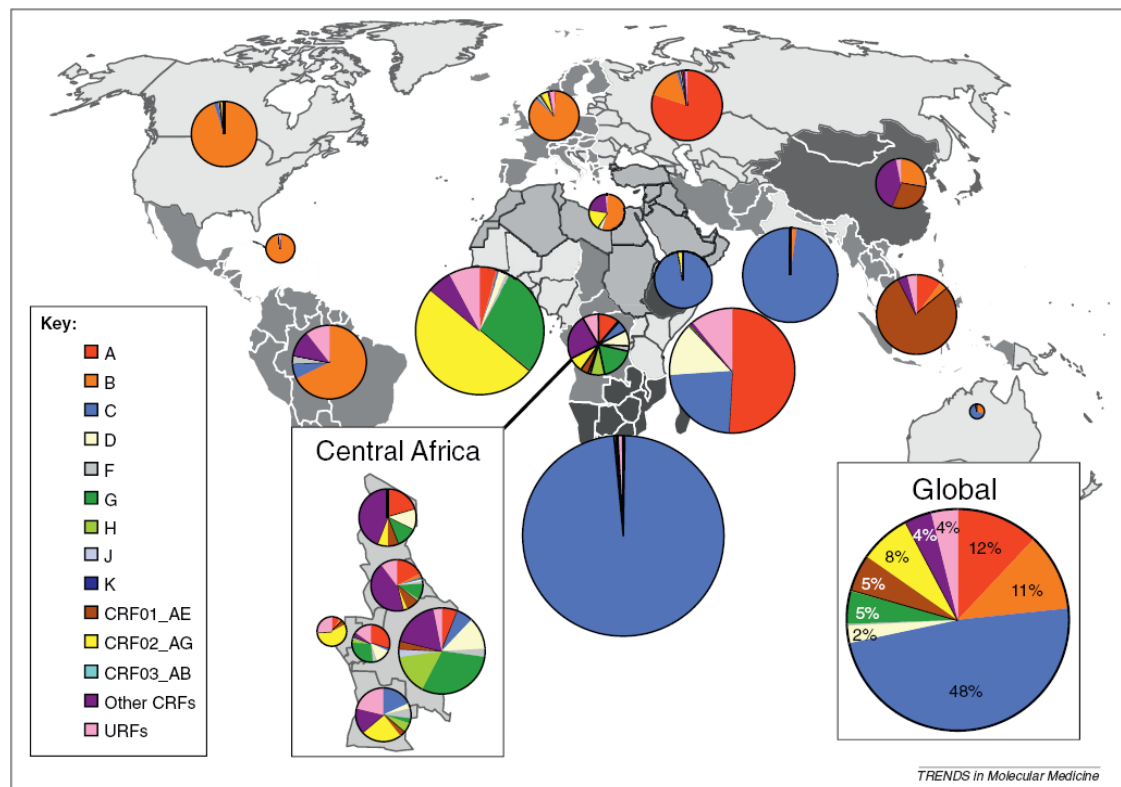 Key:
A
B
C
D
F
G
H
J
K
CRF01_AE
CRF02_AG
CRF03_AB
Other CRFs
URFs
Central Africa
Global
4%
4%
12%
8%
11%
5%
5%
2%
48%
TRENDS in Molecular Medicine